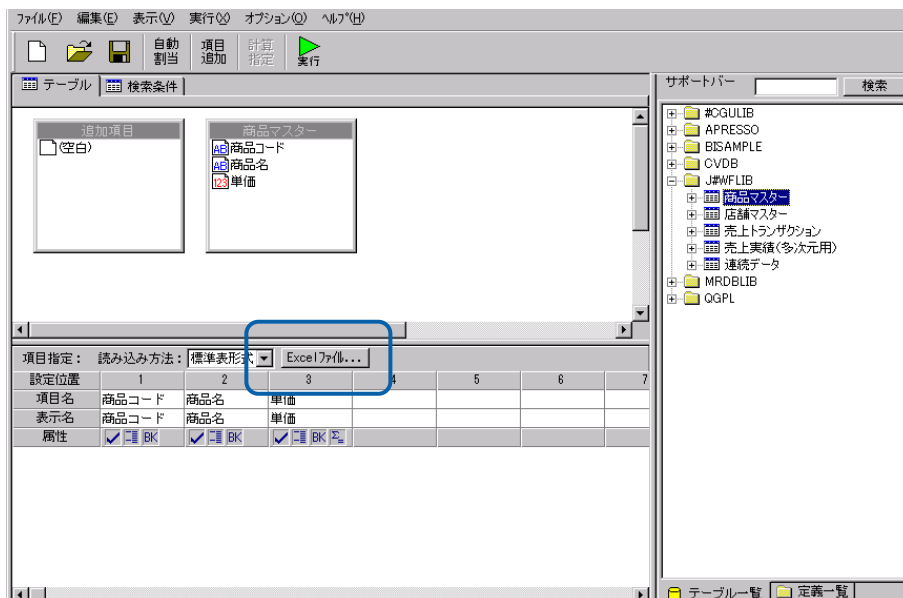 ファイル(F) 編集(E) 表示(V) 実行(X) オプション(O) ヘルプ(H)
自動割当 項目追加 計算指定 実行
テーブル 検索条件
サポートバー 検索
追加項目
(空白)
商品マスター
AB 商品コード
AB 商品名
123 単価
#CGULIB
APRESSO
BISAMPLE
CVDB
J#WFLIB
商品マスター
店舗マスター
売上トランザクション
売上実績(多次元用)
連続データ
MRDBLIB
QGPL
項目指定: 読み込み方法: 標準表形式 Excelファイル...
設定位置 1 2 3 4 5 6 7
項目名 商品コード 商品名 単価
表示名 商品コード 商品名 単価
属性 BK BK BK Σ
テーブル一覧 定義一覧